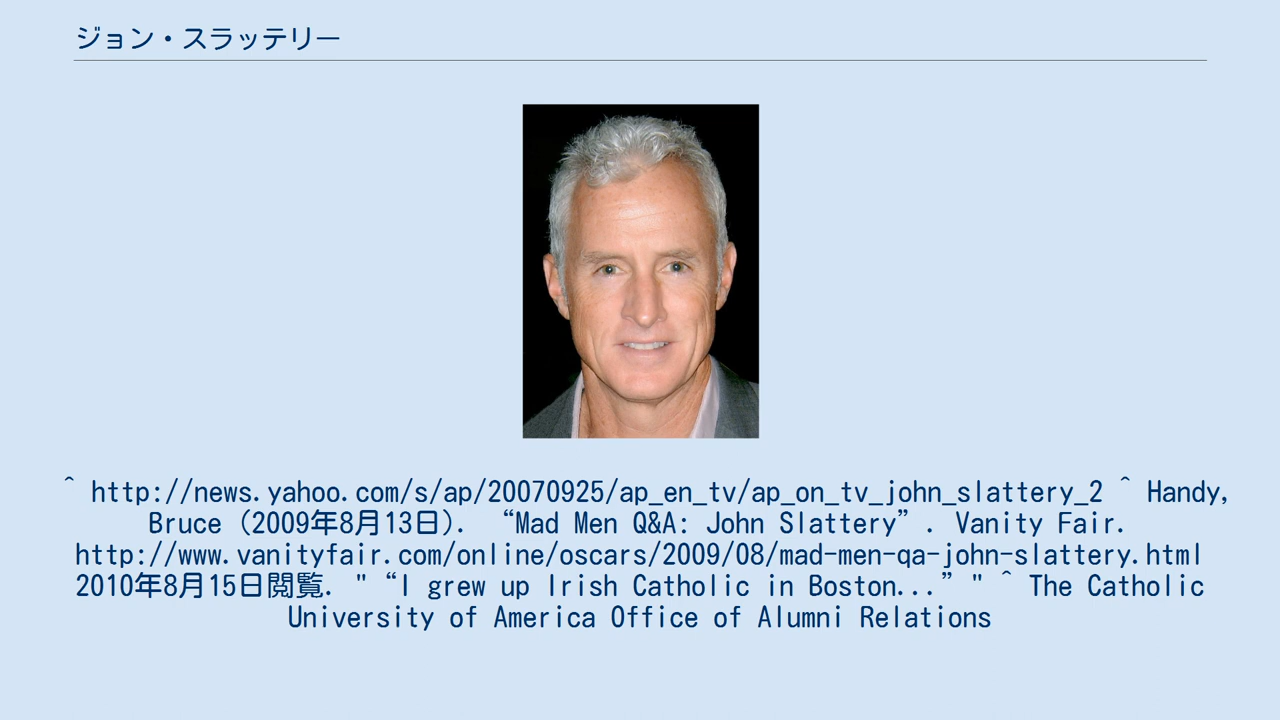 ジョン・スラッテリー
^ http://news.yahoo.com/s/ap/20070925/ap_en_tv/ap_on_tv_john_slattery_2 ^ Handy,
Bruce (2009年8月13日). “Mad Men Q&A: John Slattery”. Vanity Fair.
http://www.vanityfair.com/online/oscars/2009/08/mad-men-qa-john-slattery.html
2010年8月15日閲覧. "“I grew up Irish Catholic in Boston...”" ^ The Catholic
University of America Office of Alumni Relations